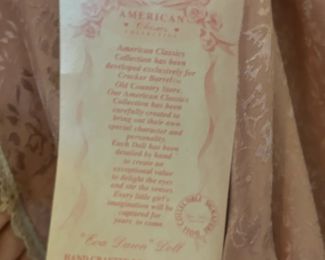 AMERICAN
Classics
COLLECTION
American Classics
Collection has been
developed exclusively for
Cracker Barrel™
Old Country Store.
Our American Classics
Collection has been
carefully created to
bring out their own
special character and
personality.
Each Doll has been
detailed by hand
to create an
exceptional value
to delight the eyes
and stir the senses.
Every little girl's
imagination will be
captured for
years to come.
"Eva Dawn" Doll
HAND CRAFTED